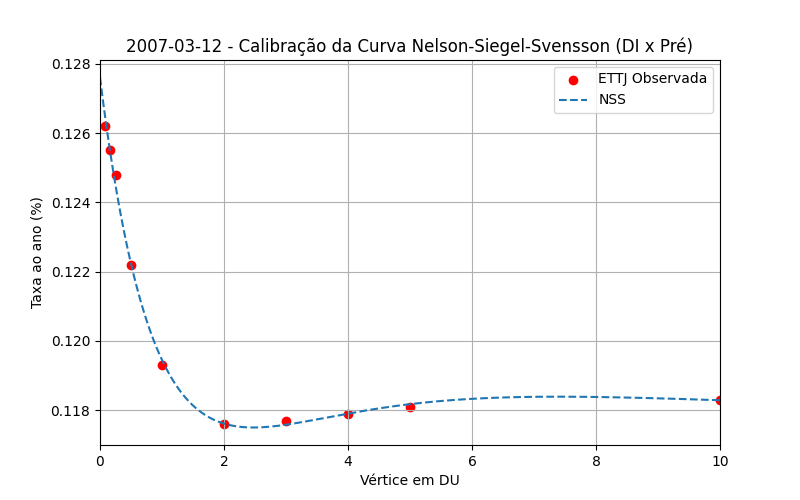 2007-03-12 - Calibração da Curva Nelson-Siegel-Svensson (DI x Pré)
ETTJ Observada
NSS
Taxa ao ano (%)
0.128
0.126
0.124
0.122
0.120
0.118
0 2 4 6 8 10
Vértice em DU